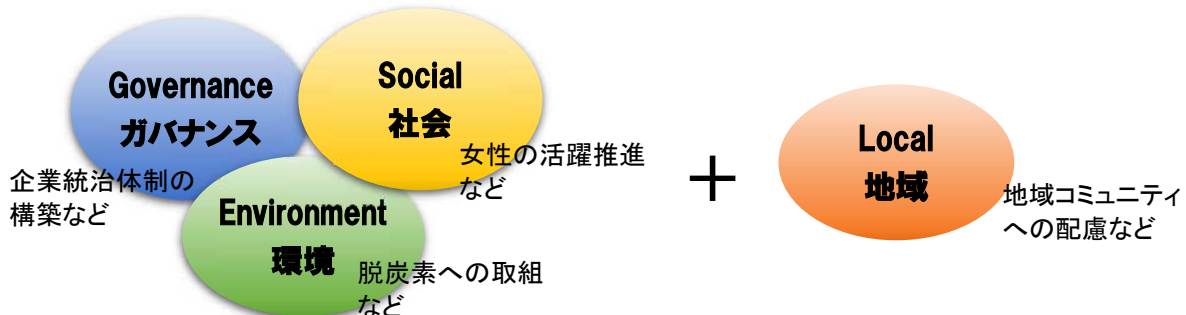 Governance
ガバナンス
企業統治体制の
構築など
Social
社会
女性の活躍推進
など
Environment
環境
脱炭素への取組
など
＋
Local
地域
地域コミュニティ
への配慮など